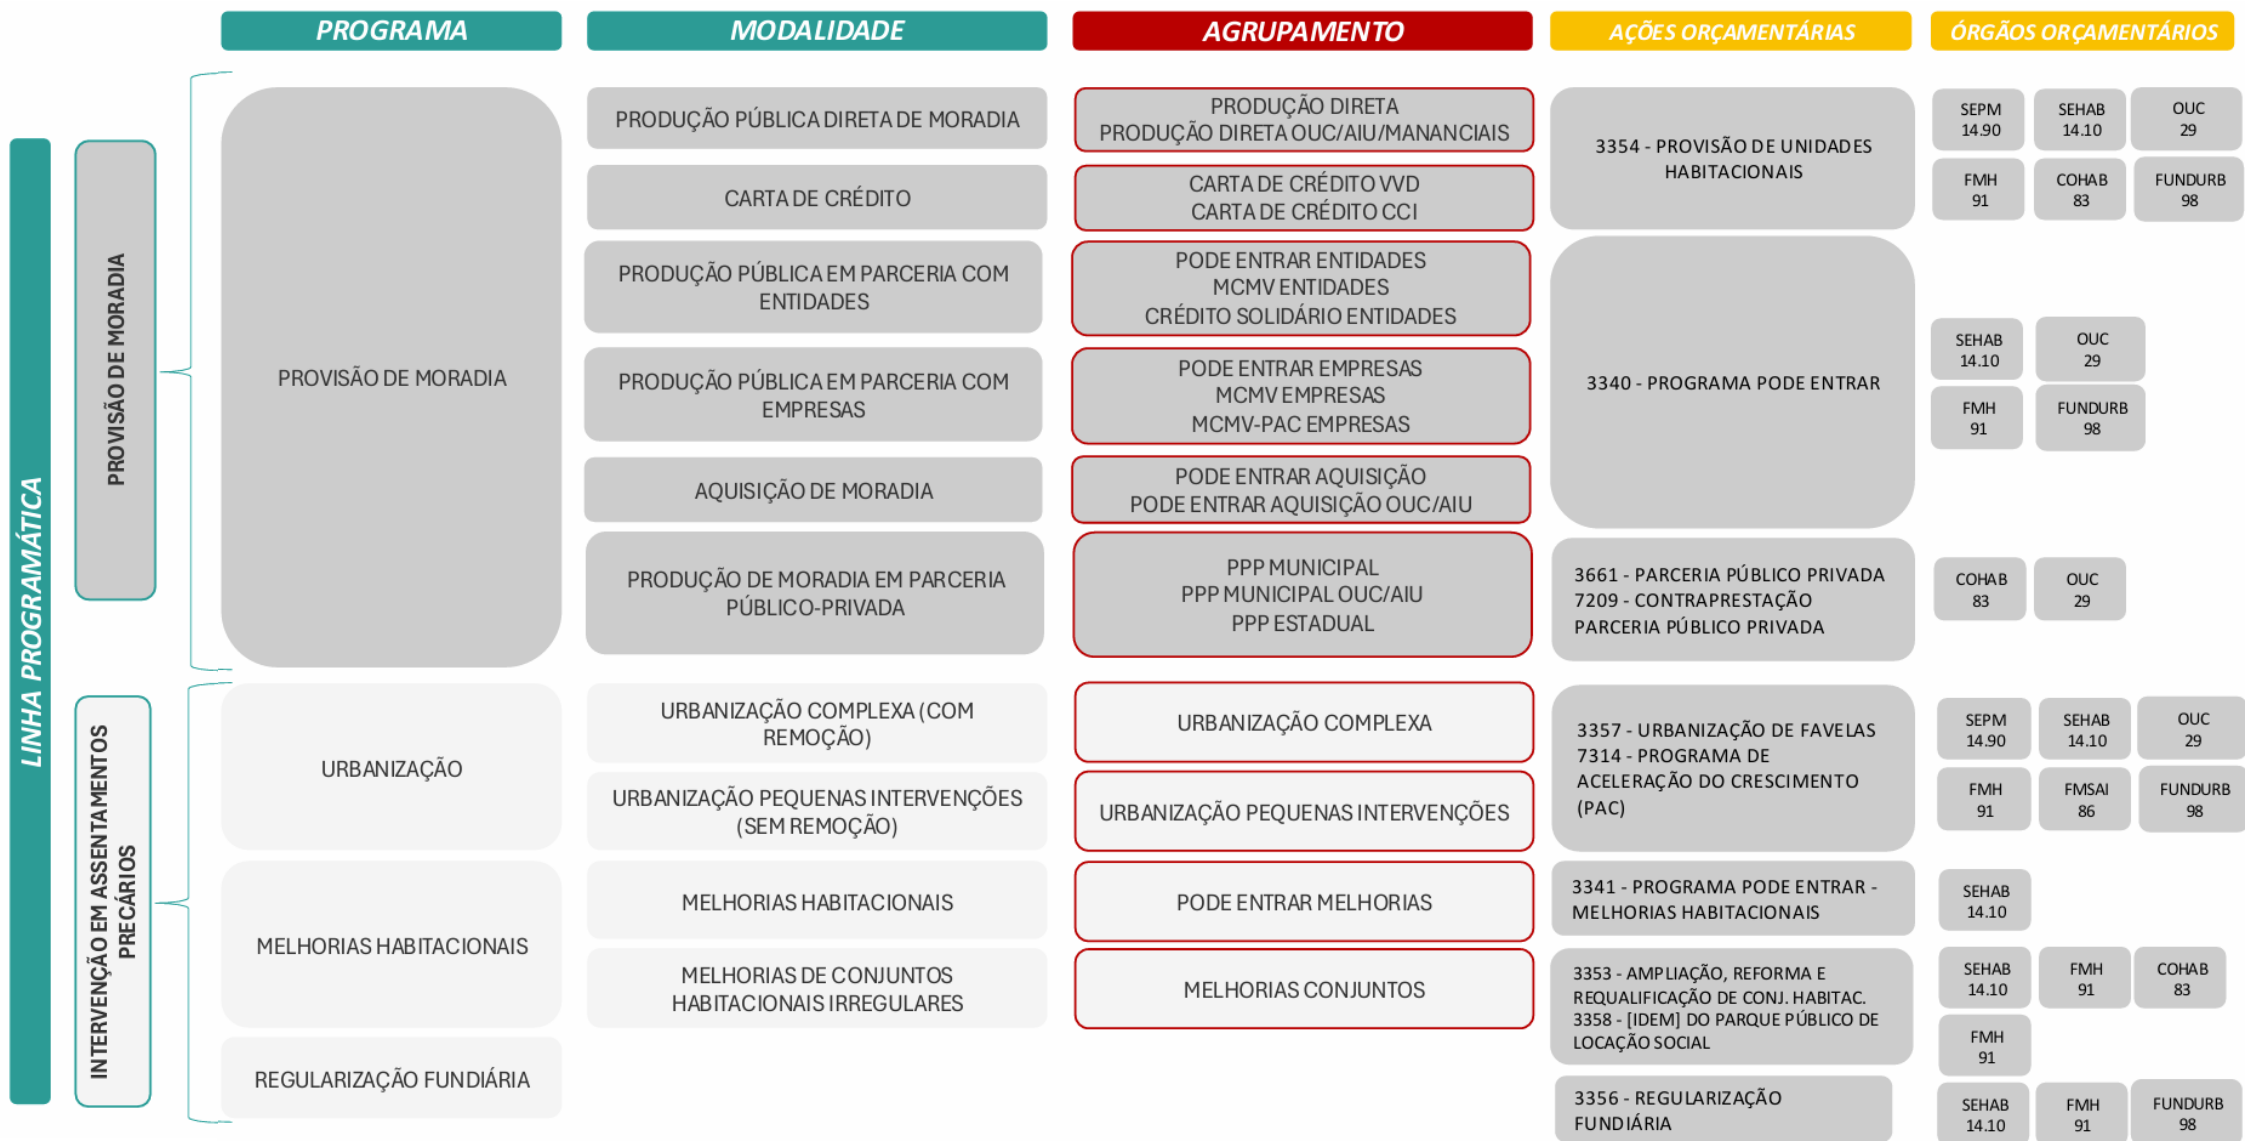 PROGRAMA
MODALIDADE
AGRUPAMENTO
AÇÕES ORÇAMENTÁRIAS
ÓRGÃOS ORÇAMENTÁRIOS
LINHA PROGRAMÁTICA
PROVISÃO DE MORADIA
PROVISÃO DE MORADIA
PRODUÇÃO PÚBLICA DIRETA DE MORADIA
PRODUÇÃO DIRETA
PRODUÇÃO DIRETA OUC/AIU/MANANCIAIS
CARTA DE CRÉDITO
CARTA DE CRÉDITO VVD
CARTA DE CRÉDITO CCI
3354 - PROVISÃO DE UNIDADES
HABITACIONAIS
SEPM
14.90
SEHAB
14.10
OUC
29
FMH
91
COHAB
83
FUNDURB
98
PRODUÇÃO PÚBLICA EM PARCERIA COM
ENTIDADES
PODE ENTRAR ENTIDADES
MCMV ENTIDADES
CRÉDITO SOLIDÁRIO ENTIDADES
PRODUÇÃO PÚBLICA EM PARCERIA COM
EMPRESAS
PODE ENTRAR EMPRESAS
MCMV EMPRESAS
MCMV-PAC EMPRESAS
AQUISIÇÃO DE MORADIA
PODE ENTRAR AQUISIÇÃO
PODE ENTRAR AQUISIÇÃO OUC/AIU
3340 - PROGRAMA PODE ENTRAR
SEHAB
14.10
OUC
29
FMH
91
FUNDURB
98
PRODUÇÃO DE MORADIA EM PARCERIA
PÚBLICO-PRIVADA
PPP MUNICIPAL
PPP MUNICIPAL OUC/AIU
PPP ESTADUAL
3661 - PARCERIA PÚBLICO PRIVADA
7209 - CONTRAPRESTAÇÃO
PARCERIA PÚBLICO PRIVADA
COHAB
83
OUC
29
INTERVENÇÃO EM ASSENTAMENTOS
PRECÁRIOS
URBANIZAÇÃO
URBANIZAÇÃO COMPLEXA (COM
REMOÇÃO)
URBANIZAÇÃO COMPLEXA
URBANIZAÇÃO PEQUENAS INTERVENÇÕES
(SEM REMOÇÃO)
URBANIZAÇÃO PEQUENAS INTERVENÇÕES
3357 - URBANIZAÇÃO DE FAVELAS
7314 - PROGRAMA DE
ACELERAÇÃO DO CRESCIMENTO
(PAC)
SEPM
14.90
SEHAB
14.10
OUC
29
FMH
91
FMSAI
86
FUNDURB
98
MELHORIAS HABITACIONAIS
MELHORIAS HABITACIONAIS
PODE ENTRAR MELHORIAS
3341 - PROGRAMA PODE ENTRAR -
MELHORIAS HABITACIONAIS
SEHAB
14.10
MELHORIAS DE CONJUNTOS
HABITACIONAIS IRREGULARES
MELHORIAS CONJUNTOS
3353 - AMPLIAÇÃO, REFORMA E
REQUALIFICAÇÃO DE CONJ. HABITAC.
3358 - [IDEM] DO PARQUE PÚBLICO DE
LOCAÇÃO SOCIAL
SEHAB
14.10
FMH
91
COHAB
83
FMH
91
REGULARIZAÇÃO FUNDIÁRIA
3356 - REGULARIZAÇÃO
FUNDIÁRIA
SEHAB
14.10
FMH
91
FUNDURB
98